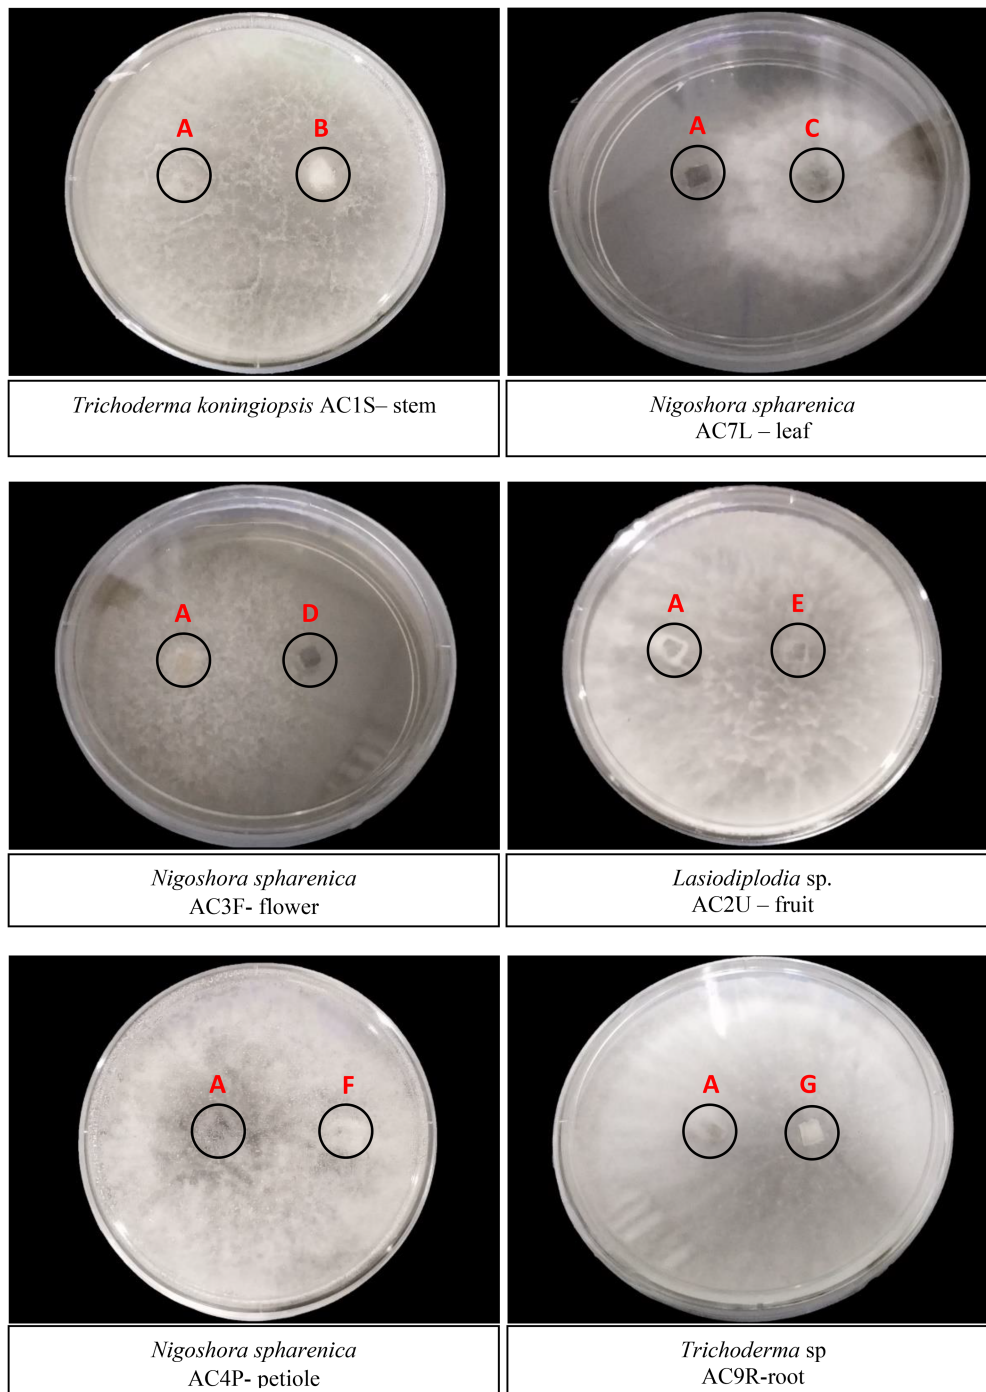 A B
A C
Trichoderma koningiopsis AC1S– stem
Nigoshora spharenica
AC7L – leaf
A D
A E
Nigoshora spharenica
AC3F- flower
Lasiodiplodia sp.
AC2U – fruit
A F
A G
Nigoshora spharenica
AC4P- petiole
Trichoderma sp
AC9R-root